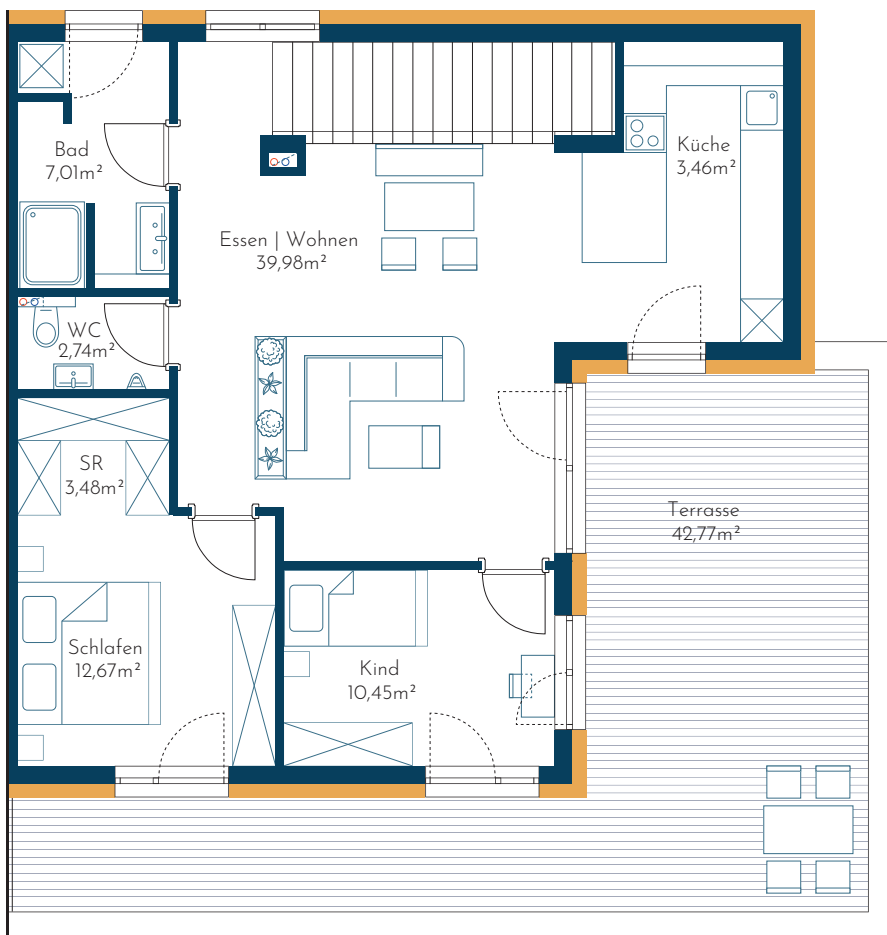 Bad
7,01m²
Küche
3,46m²
Essen | Wohnen
39,98m²
WC
2,74m²
SR
3,48m²
Terrasse
42,77m²
Schlafen
12,67m²
Kind
10,45m²